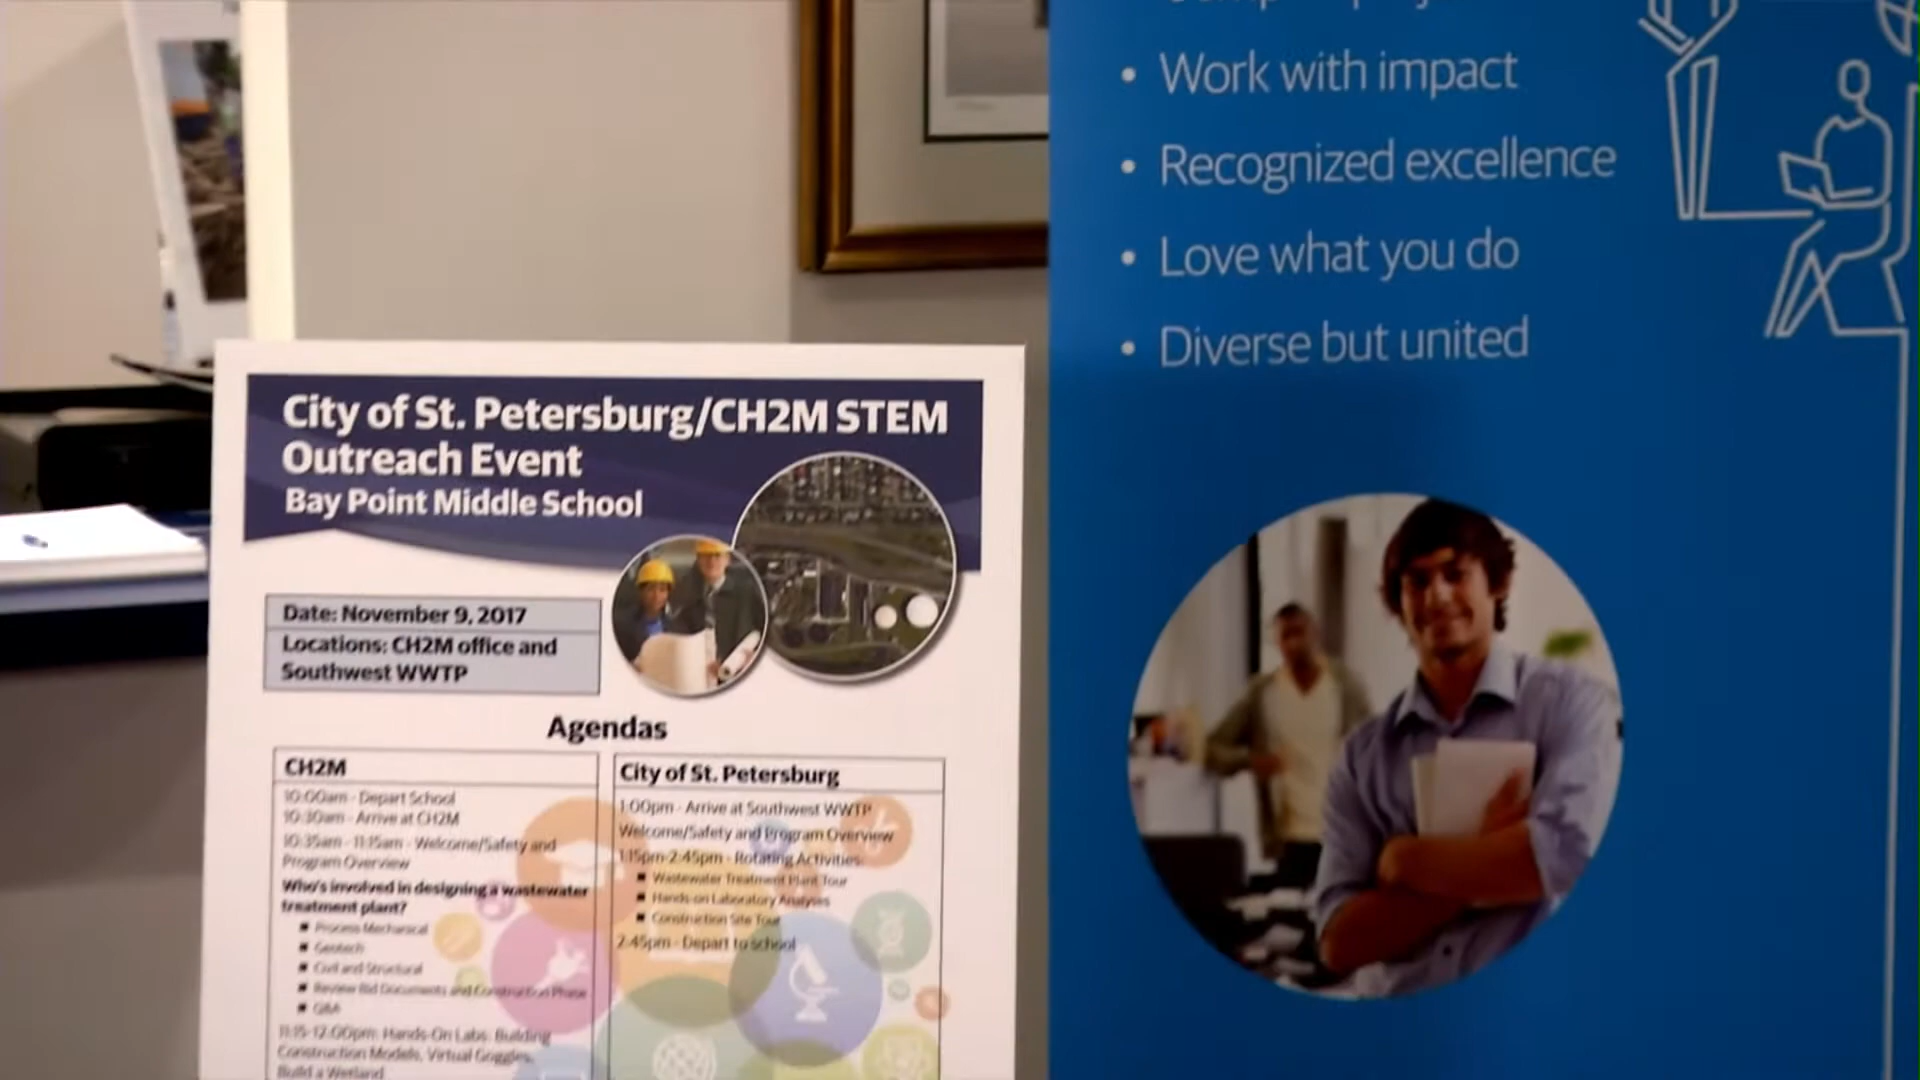 City of St. Petersburg/CH2M STEM
Outreach Event
Bay Point Middle School
Date: November 9, 2017
Locations: CH2M office and
Southwest WWTP
Agendas
CH2M
10:00am - Depart School
10:30am - Arrive at CH2M
10:35am - 11:15am - Welcome/Safety and
Program Overview
Who's involved in designing a wastewater
treatment plant?
Process Mechanical
Geotech
Civil and Structural
Review Bid Documents and Construction Phase
Q&A
11:15-12:00pm: Hands-On Labs: Building
Construction Models, Virtual Goggles,
Build a Wetland
City of St. Petersburg
1:00pm - Arrive at Southwest WWTP
Welcome/Safety and Program Overview
1:15pm-2:45pm - Rotating Activities:
Wastewater Treatment Plant Tour
Hands-on Laboratory Analyses
Construction Site Tour
2:45pm - Depart to school
• Work with impact
• Recognized excellence
• Love what you do
• Diverse but united